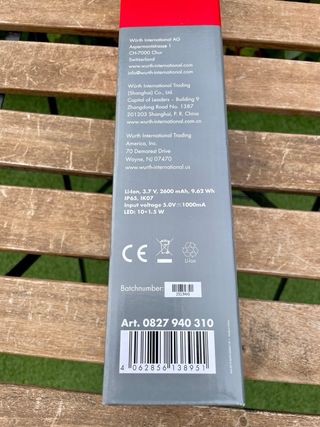 Würth International AG
Aspermontstrasse 1
CH-7000 Chur
Switzerland
www.wurth-international.com
info@wurth-international.com
Würth International Trading
(Shanghai) Co., Ltd.
Capital of Leaders – Building 9
Zhangdong Road No. 1387
201203 Shanghai, P. R. China
www.wurth-international.com.cn
Würth International Trading
America, Inc.
70 Demarest Drive
Wayne, NJ 07470
www.wurth-international.us
Li-Ion, 3.7 V, 2600 mAh, 9.62 Wh
IP65, IK07
Input voltage 5.0V⎓1000mA
LED: 10+1.5 W
CE
Li-Ion
Batchnumber:
Art. 0827 940 310
4 062856 138951